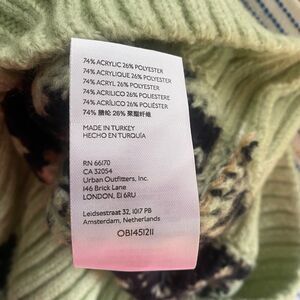 74% ACRYLIC 26% POLYESTER
74% ACRYLIQUE 26% POLYESTER
74% ACRYL 26% POLYESTER
74% ACRILICO 26% POLIESTERE
74% ACRÍLICO 26% POLIÉSTER
74% 腈纶 26% 聚酯纤维
MADE IN TURKEY
HECHO EN TURQUÍA
RN 66170
CA 32054
Urban Outfitters, Inc.
146 Brick Lane
LONDON, E1 6RU
Leidsestraat 32, 1017 PB
Amsterdam, Netherlands
OB1451211